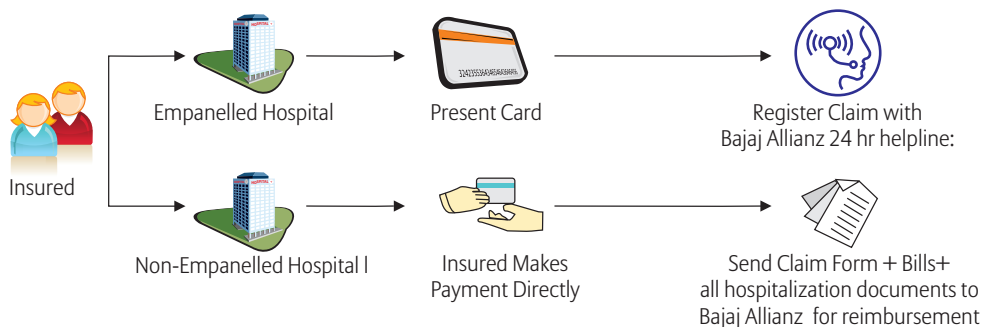 Insured
Empanelled Hospital
Present Card
Register Claim with
Bajaj Allianz 24 hr helpline:
Non-Empanelled Hospital l
Insured Makes
Payment Directly
Send Claim Form + Bills+
all hospitalization documents to
Bajaj Allianz for reimbursement